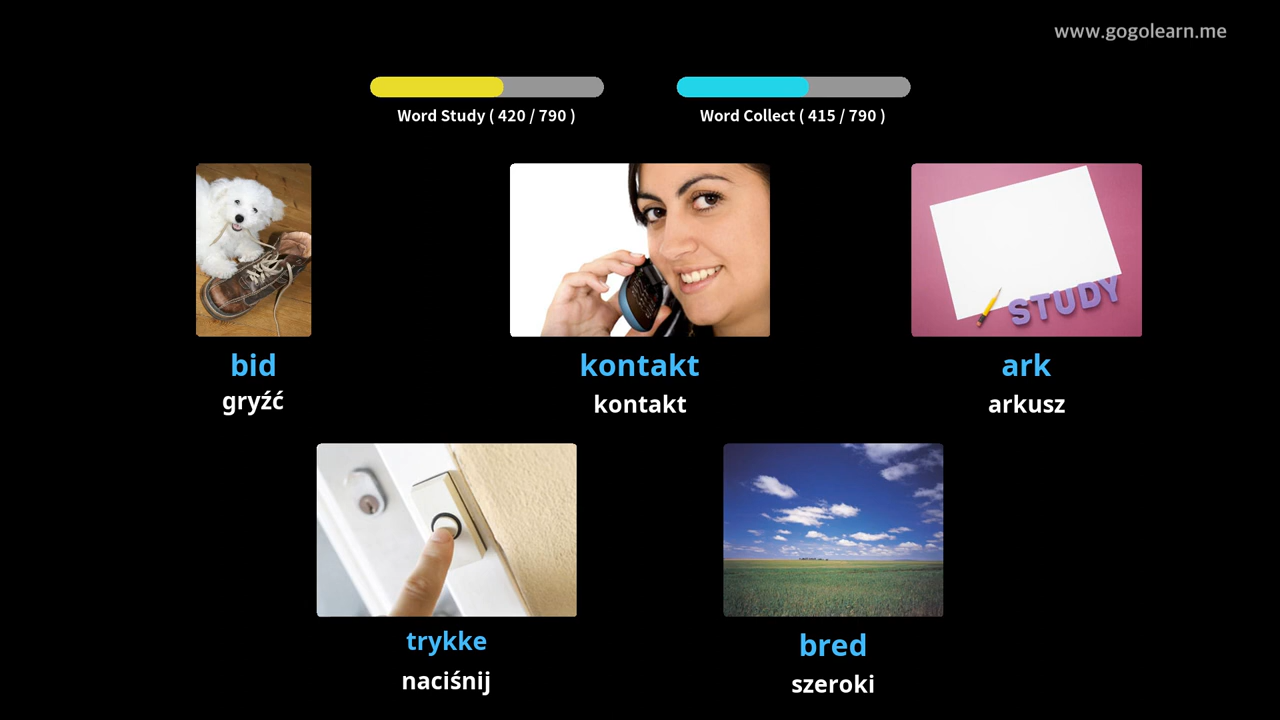 www.gogolearn.me
Word Study ( 420 / 790 )
Word Collect ( 415 / 790 )
bid
gryźć
kontakt
kontakt
ark
arkusz
STUDY
trykke
naciśnij
bred
szeroki